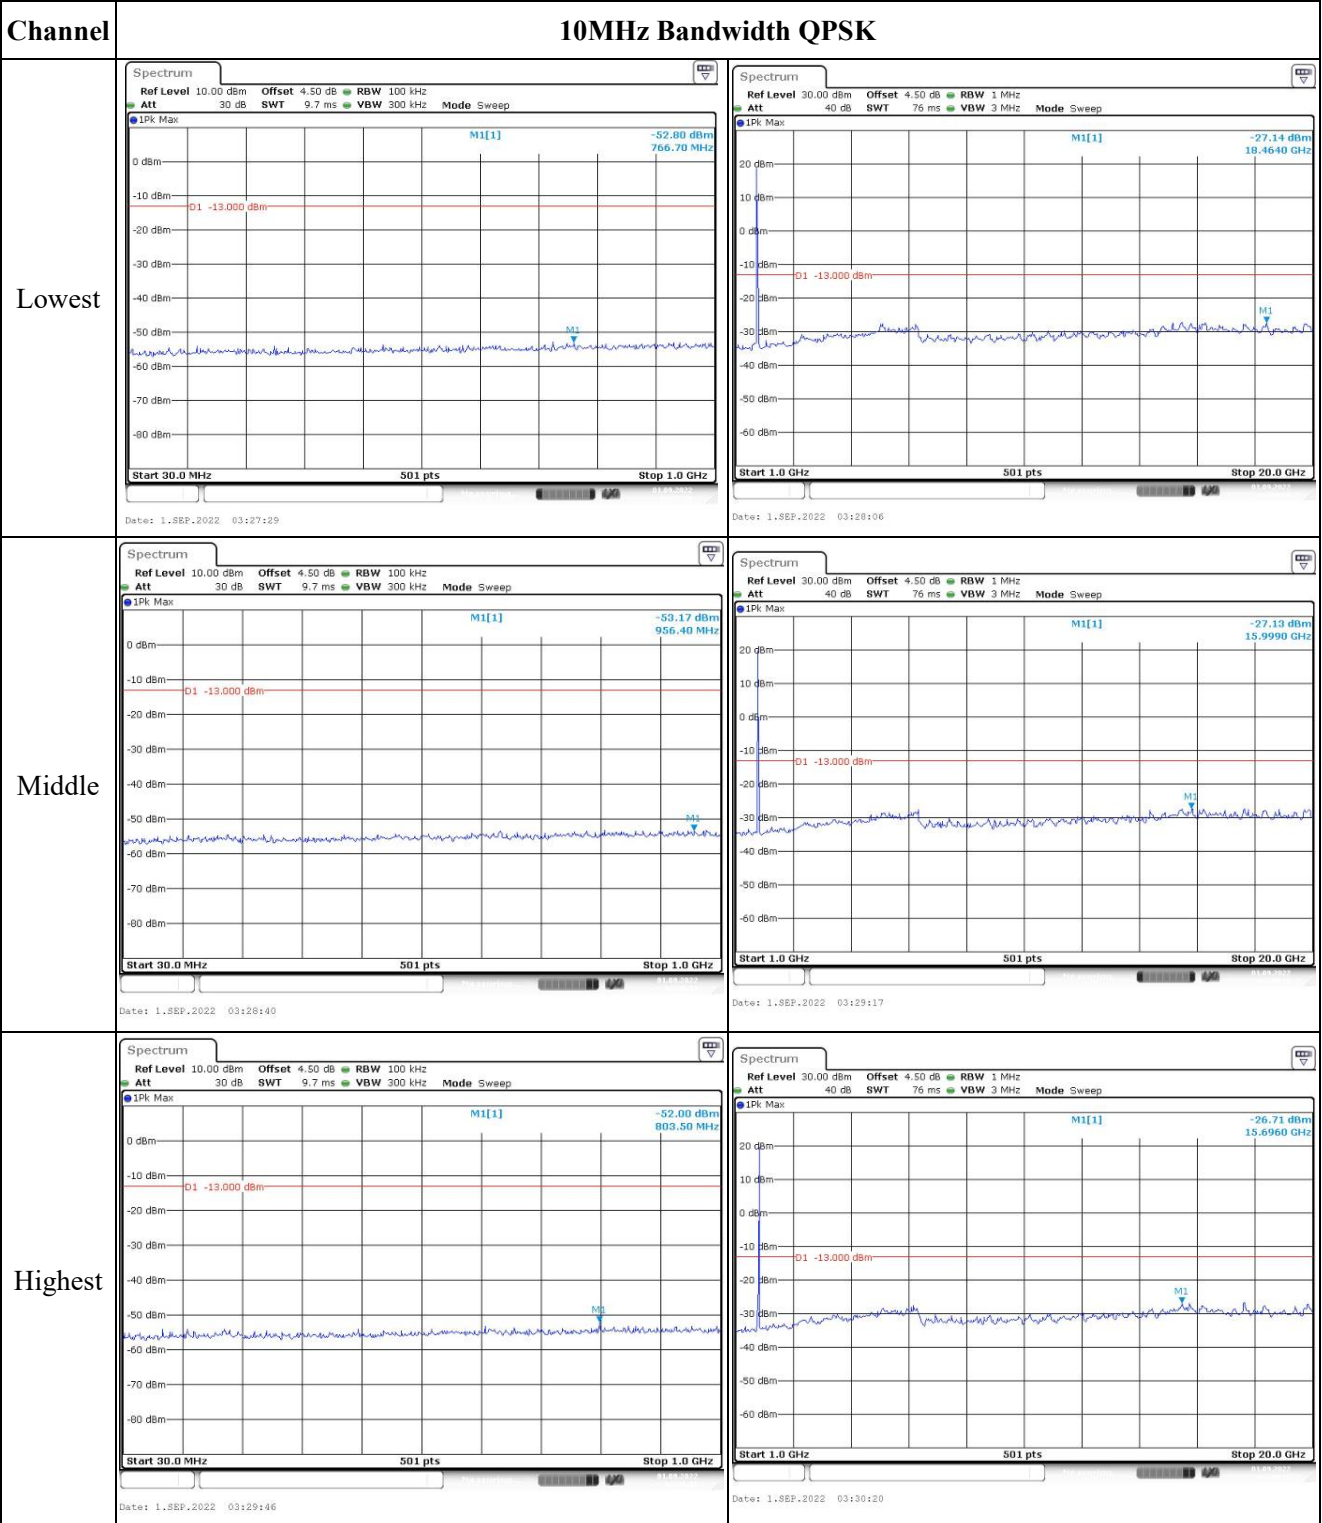 Channel 10MHz Bandwidth QPSK
Lowest
Spectrum
Ref Level 10.00 dBm Offset 4.50 dB RBW 100 kHz
Att 30 dB SWT 9.7 ms VBW 300 kHz Mode Sweep
1Pk Max
M1[1] -52.80 dBm
766.70 MHz
0 dBm
-10 dBm
D1 -13.000 dBm
-20 dBm
-30 dBm
-40 dBm
-50 dBm
M1
-60 dBm
-70 dBm
-80 dBm
Start 30.0 MHz 501 pts Stop 1.0 GHz
Date: 1.SEP.2022 03:27:29
Spectrum
Ref Level 30.00 dBm Offset 4.50 dB RBW 1 MHz
Att 40 dB SWT 76 ms VBW 3 MHz Mode Sweep
1Pk Max
M1[1] -27.14 dBm
18.4640 GHz
20 dBm
10 dBm
0 dBm
-10 dBm
D1 -13.000 dBm
-20 dBm
M1
-30 dBm
-40 dBm
-50 dBm
-60 dBm
Start 1.0 GHz 501 pts Stop 20.0 GHz
Date: 1.SEP.2022 03:28:06
Middle
Spectrum
Ref Level 10.00 dBm Offset 4.50 dB RBW 100 kHz
Att 30 dB SWT 9.7 ms VBW 300 kHz Mode Sweep
1Pk Max
M1[1] -53.17 dBm
956.40 MHz
0 dBm
-10 dBm
D1 -13.000 dBm
-20 dBm
-30 dBm
-40 dBm
-50 dBm
M1
-60 dBm
-70 dBm
-80 dBm
Start 30.0 MHz 501 pts Stop 1.0 GHz
Date: 1.SEP.2022 03:28:40
Spectrum
Ref Level 30.00 dBm Offset 4.50 dB RBW 1 MHz
Att 40 dB SWT 76 ms VBW 3 MHz Mode Sweep
1Pk Max
M1[1] -27.13 dBm
15.9990 GHz
20 dBm
10 dBm
0 dBm
-10 dBm
D1 -13.000 dBm
-20 dBm
M1
-30 dBm
-40 dBm
-50 dBm
-60 dBm
Start 1.0 GHz 501 pts Stop 20.0 GHz
Date: 1.SEP.2022 03:29:17
Highest
Spectrum
Ref Level 10.00 dBm Offset 4.50 dB RBW 100 kHz
Att 30 dB SWT 9.7 ms VBW 300 kHz Mode Sweep
1Pk Max
M1[1] -52.00 dBm
803.50 MHz
0 dBm
-10 dBm
D1 -13.000 dBm
-20 dBm
-30 dBm
-40 dBm
-50 dBm
M1
-60 dBm
-70 dBm
-80 dBm
Start 30.0 MHz 501 pts Stop 1.0 GHz
Date: 1.SEP.2022 03:29:46
Spectrum
Ref Level 30.00 dBm Offset 4.50 dB RBW 1 MHz
Att 40 dB SWT 76 ms VBW 3 MHz Mode Sweep
1Pk Max
M1[1] -26.71 dBm
15.6960 GHz
20 dBm
10 dBm
0 dBm
-10 dBm
D1 -13.000 dBm
-20 dBm
M1
-30 dBm
-40 dBm
-50 dBm
-60 dBm
Start 1.0 GHz 501 pts Stop 20.0 GHz
Date: 1.SEP.2022 03:30:20